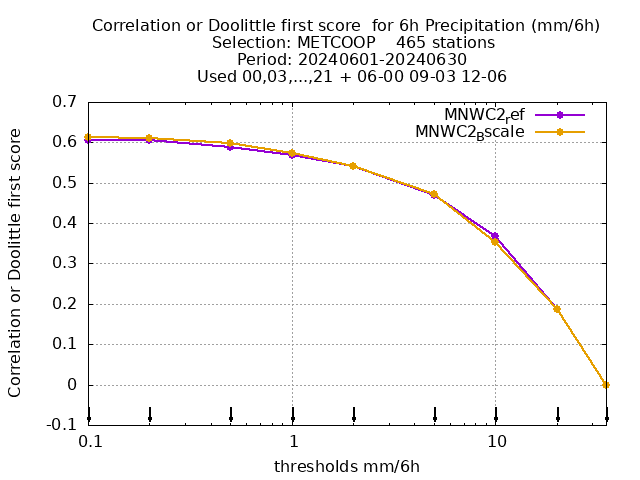 Correlation or Doolittle first score  for 6h Precipitation (mm/6h)
Selection: METCOOP    465 stations
Period: 20240601-20240630
Used 00,03,...,21 + 06-00 09-03 12-06
MNWC2ref
MNWC2Bscale
0.7
0.6
0.5
0.4
0.3
0.2
0.1
0
-0.1
Correlation or Doolittle first score
0.1 1 10
thresholds mm/6h